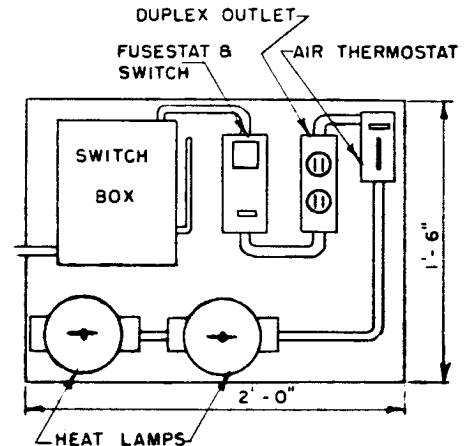 DUPLEX OUTLET
FUSESTAT &
SWITCH
AIR THERMOSTAT
SWITCH
BOX
1'-6"
2'-0"
HEAT LAMPS